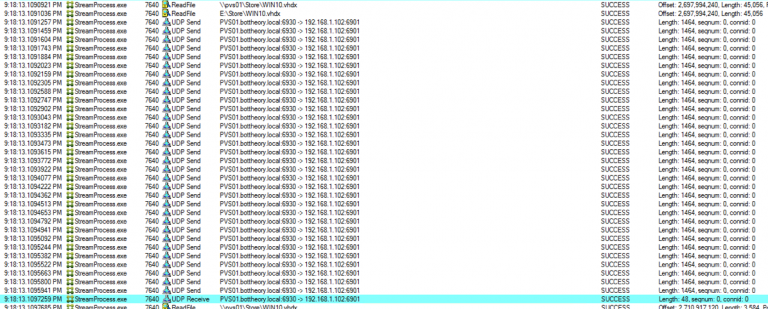 9:18:13.1090521 PM StreamProcess.exe 7640 ReadFile \\pvs01\Store\WIN10.vhdx SUCCESS Offset: 2,697,994,240, Length: 45,056, F
9:18:13.1091036 PM StreamProcess.exe 7640 ReadFile E:\Store\WIN10.vhdx SUCCESS Offset: 2,697,994,240, Length: 45,056
9:18:13.1091257 PM StreamProcess.exe 7640 UDP Send PVS01.bottheory.local:6930 -> 192.168.1.102:6901 SUCCESS Length: 1464, seqnum: 0, connid: 0
9:18:13.1091459 PM StreamProcess.exe 7640 UDP Send PVS01.bottheory.local:6930 -> 192.168.1.102:6901 SUCCESS Length: 1464, seqnum: 0, connid: 0
9:18:13.1091604 PM StreamProcess.exe 7640 UDP Send PVS01.bottheory.local:6930 -> 192.168.1.102:6901 SUCCESS Length: 1464, seqnum: 0, connid: 0
9:18:13.1091743 PM StreamProcess.exe 7640 UDP Send PVS01.bottheory.local:6930 -> 192.168.1.102:6901 SUCCESS Length: 1464, seqnum: 0, connid: 0
9:18:13.1091884 PM StreamProcess.exe 7640 UDP Send PVS01.bottheory.local:6930 -> 192.168.1.102:6901 SUCCESS Length: 1464, seqnum: 0, connid: 0
9:18:13.1092023 PM StreamProcess.exe 7640 UDP Send PVS01.bottheory.local:6930 -> 192.168.1.102:6901 SUCCESS Length: 1464, seqnum: 0, connid: 0
9:18:13.1092159 PM StreamProcess.exe 7640 UDP Send PVS01.bottheory.local:6930 -> 192.168.1.102:6901 SUCCESS Length: 1464, seqnum: 0, connid: 0
9:18:13.1092305 PM StreamProcess.exe 7640 UDP Send PVS01.bottheory.local:6930 -> 192.168.1.102:6901 SUCCESS Length: 1464, seqnum: 0, connid: 0
9:18:13.1092588 PM StreamProcess.exe 7640 UDP Send PVS01.bottheory.local:6930 -> 192.168.1.102:6901 SUCCESS Length: 1464, seqnum: 0, connid: 0
9:18:13.1092747 PM StreamProcess.exe 7640 UDP Send PVS01.bottheory.local:6930 -> 192.168.1.102:6901 SUCCESS Length: 1464, seqnum: 0, connid: 0
9:18:13.1092902 PM StreamProcess.exe 7640 UDP Send PVS01.bottheory.local:6930 -> 192.168.1.102:6901 SUCCESS Length: 1464, seqnum: 0, connid: 0
9:18:13.1093043 PM StreamProcess.exe 7640 UDP Send PVS01.bottheory.local:6930 -> 192.168.1.102:6901 SUCCESS Length: 1464, seqnum: 0, connid: 0
9:18:13.1093182 PM StreamProcess.exe 7640 UDP Send PVS01.bottheory.local:6930 -> 192.168.1.102:6901 SUCCESS Length: 1464, seqnum: 0, connid: 0
9:18:13.1093335 PM StreamProcess.exe 7640 UDP Send PVS01.bottheory.local:6930 -> 192.168.1.102:6901 SUCCESS Length: 1464, seqnum: 0, connid: 0
9:18:13.1093473 PM StreamProcess.exe 7640 UDP Send PVS01.bottheory.local:6930 -> 192.168.1.102:6901 SUCCESS Length: 1464, seqnum: 0, connid: 0
9:18:13.1093615 PM StreamProcess.exe 7640 UDP Send PVS01.bottheory.local:6930 -> 192.168.1.102:6901 SUCCESS Length: 1464, seqnum: 0, connid: 0
9:18:13.1093772 PM StreamProcess.exe 7640 UDP Send PVS01.bottheory.local:6930 -> 192.168.1.102:6901 SUCCESS Length: 1464, seqnum: 0, connid: 0
9:18:13.1093922 PM StreamProcess.exe 7640 UDP Send PVS01.bottheory.local:6930 -> 192.168.1.102:6901 SUCCESS Length: 1464, seqnum: 0, connid: 0
9:18:13.1094077 PM StreamProcess.exe 7640 UDP Send PVS01.bottheory.local:6930 -> 192.168.1.102:6901 SUCCESS Length: 1464, seqnum: 0, connid: 0
9:18:13.1094222 PM StreamProcess.exe 7640 UDP Send PVS01.bottheory.local:6930 -> 192.168.1.102:6901 SUCCESS Length: 1464, seqnum: 0, connid: 0
9:18:13.1094362 PM StreamProcess.exe 7640 UDP Send PVS01.bottheory.local:6930 -> 192.168.1.102:6901 SUCCESS Length: 1464, seqnum: 0, connid: 0
9:18:13.1094513 PM StreamProcess.exe 7640 UDP Send PVS01.bottheory.local:6930 -> 192.168.1.102:6901 SUCCESS Length: 1464, seqnum: 0, connid: 0
9:18:13.1094653 PM StreamProcess.exe 7640 UDP Send PVS01.bottheory.local:6930 -> 192.168.1.102:6901 SUCCESS Length: 1464, seqnum: 0, connid: 0
9:18:13.1094792 PM StreamProcess.exe 7640 UDP Send PVS01.bottheory.local:6930 -> 192.168.1.102:6901 SUCCESS Length: 1464, seqnum: 0, connid: 0
9:18:13.1094941 PM StreamProcess.exe 7640 UDP Send PVS01.bottheory.local:6930 -> 192.168.1.102:6901 SUCCESS Length: 1464, seqnum: 0, connid: 0
9:18:13.1095092 PM StreamProcess.exe 7640 UDP Send PVS01.bottheory.local:6930 -> 192.168.1.102:6901 SUCCESS Length: 1464, seqnum: 0, connid: 0
9:18:13.1095244 PM StreamProcess.exe 7640 UDP Send PVS01.bottheory.local:6930 -> 192.168.1.102:6901 SUCCESS Length: 1464, seqnum: 0, connid: 0
9:18:13.1095382 PM StreamProcess.exe 7640 UDP Send PVS01.bottheory.local:6930 -> 192.168.1.102:6901 SUCCESS Length: 1464, seqnum: 0, connid: 0
9:18:13.1095522 PM StreamProcess.exe 7640 UDP Send PVS01.bottheory.local:6930 -> 192.168.1.102:6901 SUCCESS Length: 1464, seqnum: 0, connid: 0
9:18:13.1095663 PM StreamProcess.exe 7640 UDP Send PVS01.bottheory.local:6930 -> 192.168.1.102:6901 SUCCESS Length: 1464, seqnum: 0, connid: 0
9:18:13.1095800 PM StreamProcess.exe 7640 UDP Send PVS01.bottheory.local:6930 -> 192.168.1.102:6901 SUCCESS Length: 1464, seqnum: 0, connid: 0
9:18:13.1095941 PM StreamProcess.exe 7640 UDP Send PVS01.bottheory.local:6930 -> 192.168.1.102:6901 SUCCESS Length: 1464, seqnum: 0, connid: 0
9:18:13.1097259 PM StreamProcess.exe 7640 UDP Receive PVS01.bottheory.local:6930 -> 192.168.1.102:6901 SUCCESS Length: 48, seqnum: 0, connid: 0
9:18:13.1097685 PM StreamProcess.exe 7640 ReadFile \\pvs01\Store\WIN10.vhdx SUCCESS Offset: 2,710,917,120, Length: 3,584,